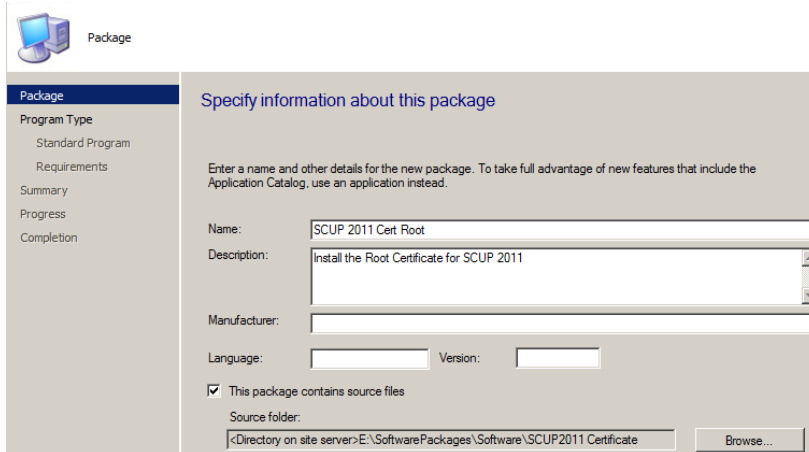 Package
Package
Program Type
Standard Program
Requirements
Summary
Progress
Completion
Specify information about this package
Enter a name and other details for the new package. To take full advantage of new features that include the
Application Catalog, use an application instead.
Name: SCUP 2011 Cert Root
Description: Install the Root Certificate for SCUP 2011
Manufacturer:
Language: Version:
This package contains source files
Source folder:
<Directory on site server>E:\SoftwarePackages\Software\SCUP2011 Certificate Browse...